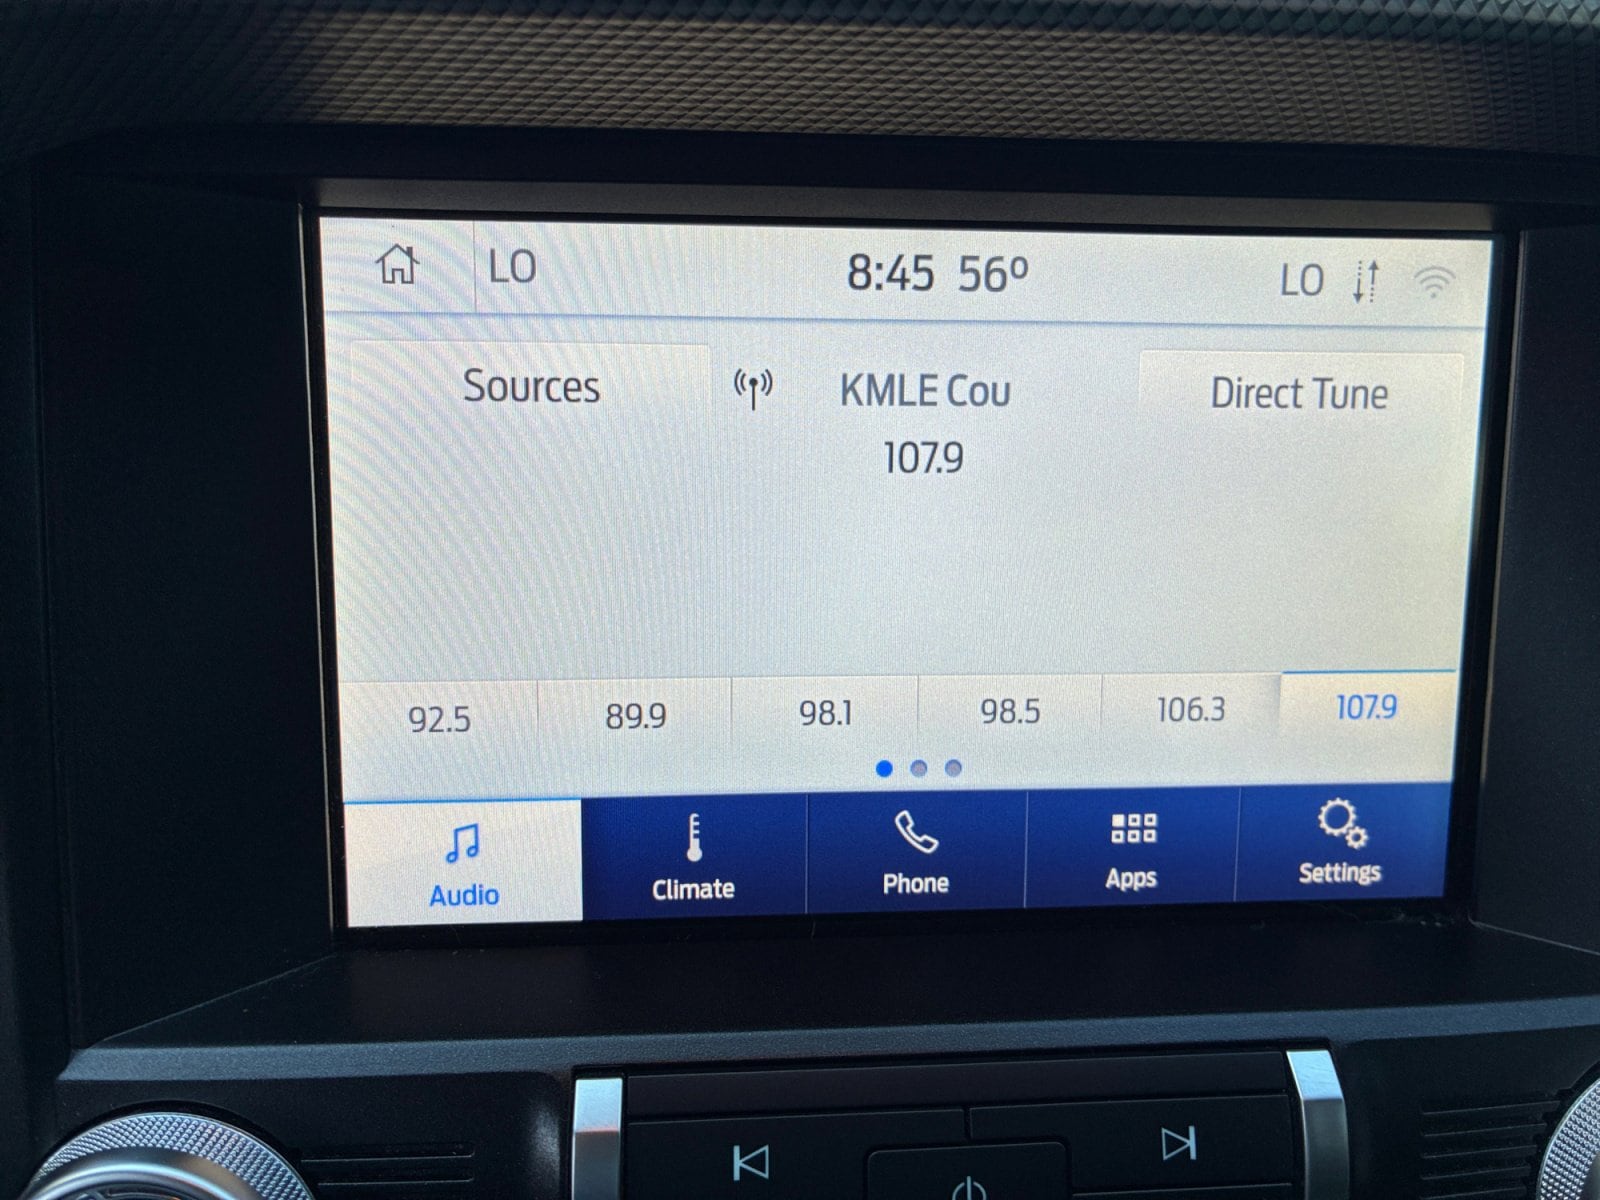 LO 8:45 56° LO
Sources KMLE Cou Direct Tune
107.9
92.5 89.9 98.1 98.5 106.3 107.9
Audio Climate Phone Apps Settings